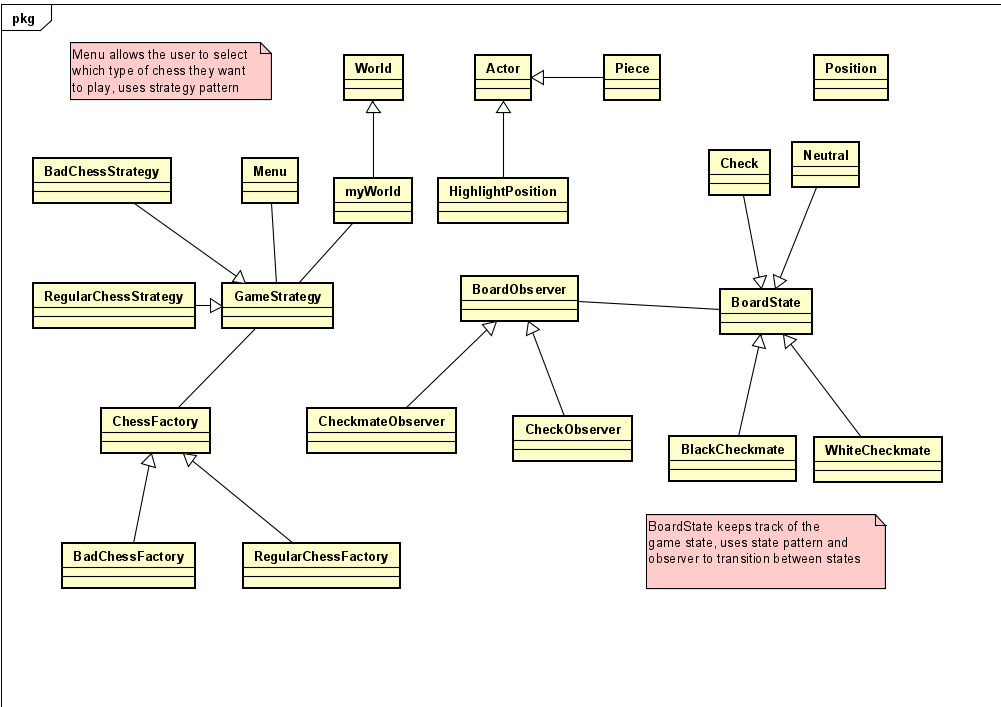 pkg
Menu allows the user to select
which type of chess they want
to play, uses strategy pattern
World
Actor
Piece
Position
BadChessStrategy
Menu
myWorld
HighlightPosition
Check
Neutral
RegularChessStrategy
GameStrategy
BoardObserver
BoardState
ChessFactory
CheckmateObserver
CheckObserver
BlackCheckmate
WhiteCheckmate
BadChessFactory
RegularChessFactory
BoardState keeps track of the
game state, uses state pattern and
observer to transition between states